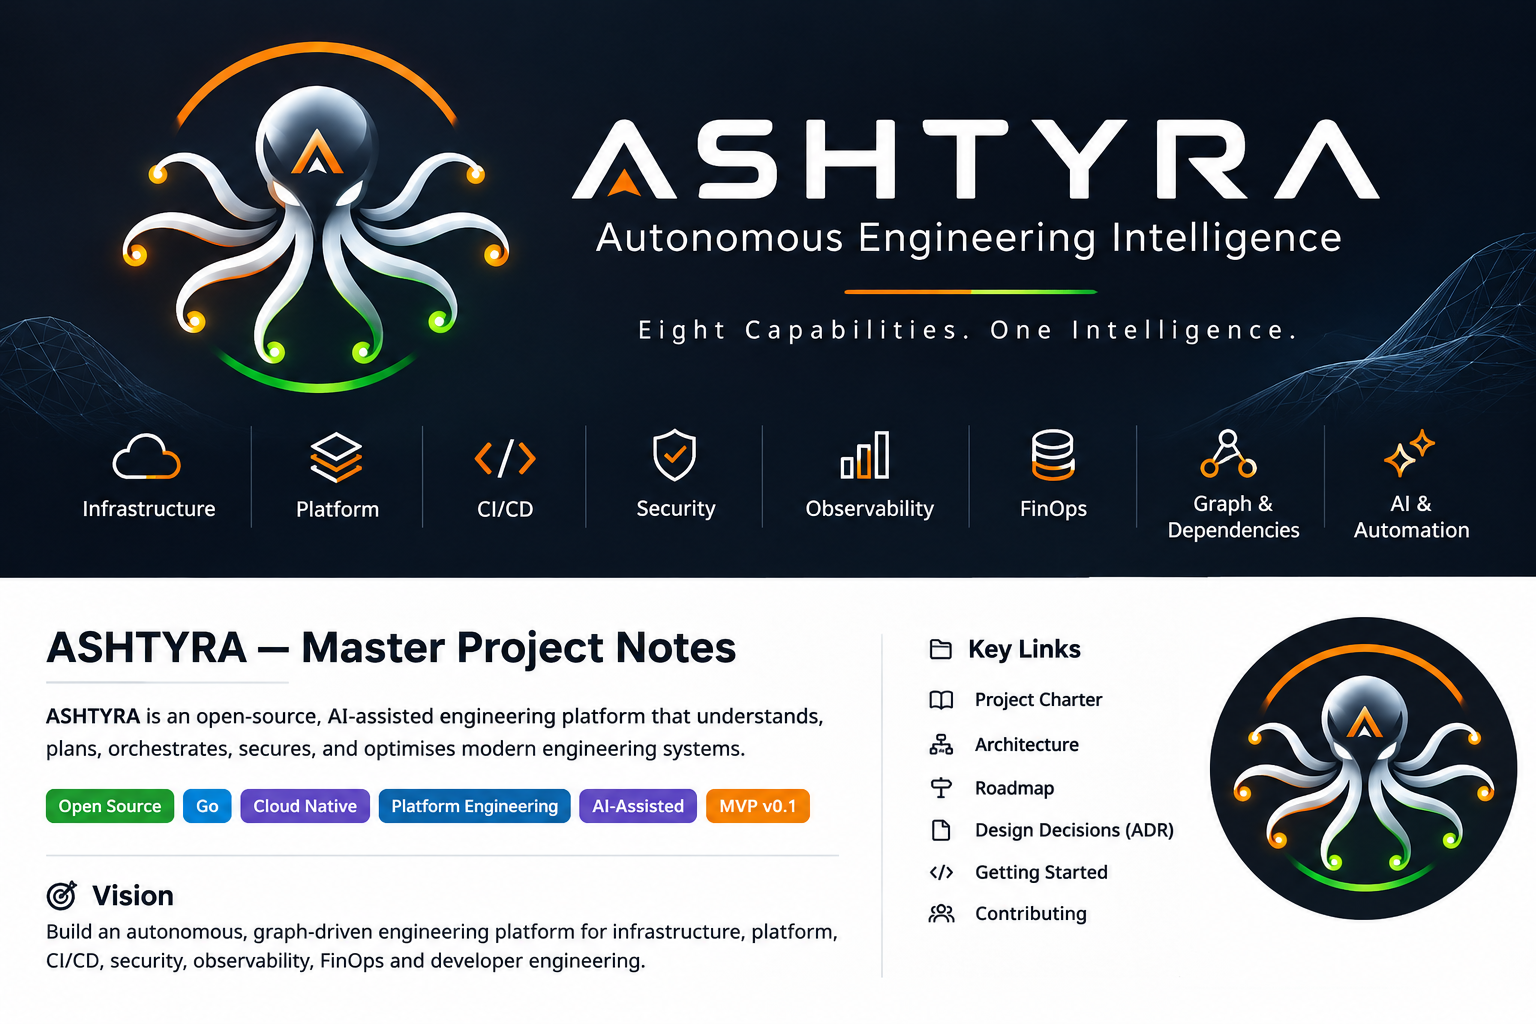 ASHTYRA
Autonomous Engineering Intelligence
Eight Capabilities. One Intelligence.
Infrastructure
Platform
CI/CD
Security
Observability
FinOps
Graph &
Dependencies
AI &
Automation
ASHTYRA — Master Project Notes
ASHTYRA is an open-source, AI-assisted engineering platform that understands,
plans, orchestrates, secures, and optimises modern engineering systems.
Open Source
Go
Cloud Native
Platform Engineering
AI-Assisted
MVP v0.1
Vision
Build an autonomous, graph-driven engineering platform for infrastructure, platform,
CI/CD, security, observability, FinOps and developer engineering.
Key Links
Project Charter
Architecture
Roadmap
Design Decisions (ADR)
Getting Started
Contributing